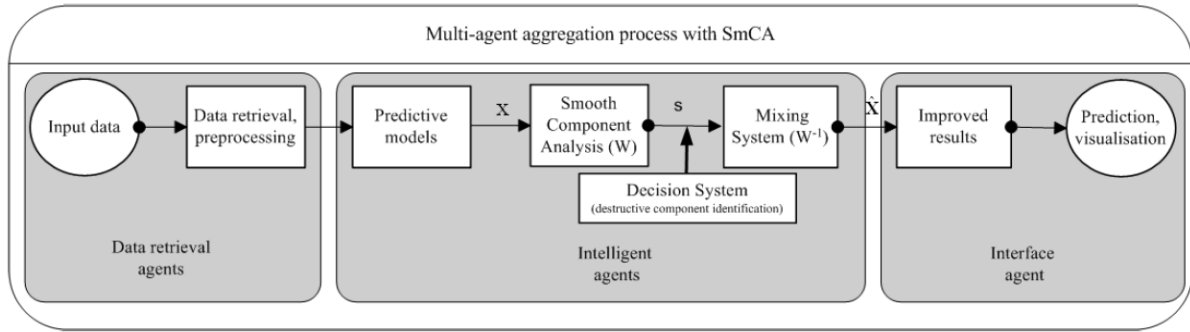 Multi-agent aggregation process with SmCA
Input data
Data retrieval,
preprocessing
Data retrieval
agents
Predictive
models
x
Smooth
Component
Analysis (W)
s
Mixing
System (W⁻¹)
Decision System
(destructive component identification)
Intelligent
agents
x̂
Improved
results
Prediction,
visualisation
Interface
agent